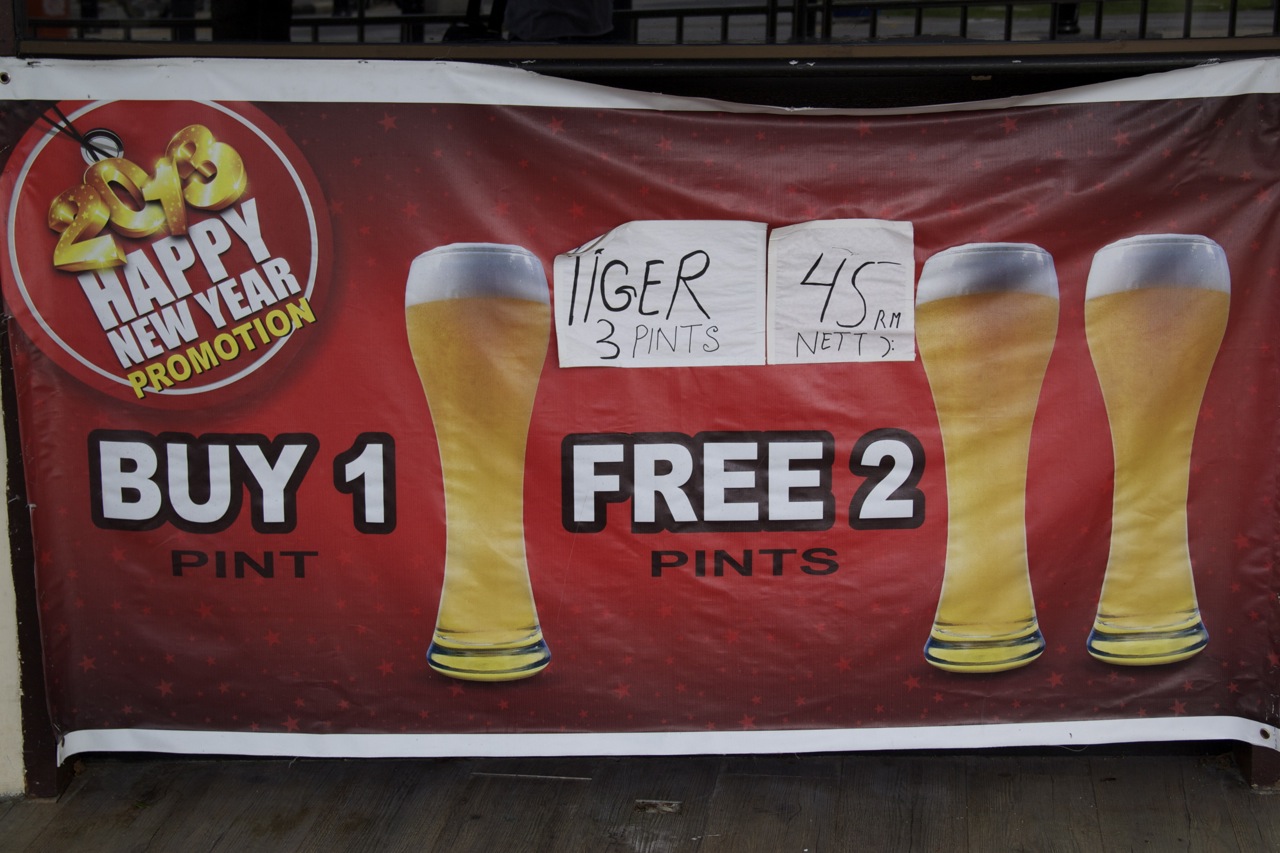 2013
HAPPY
NEW YEAR
PROMOTION
TIGER
3 PINTS
45 RM
NETT :
BUY 1
PINT
FREE 2
PINTS